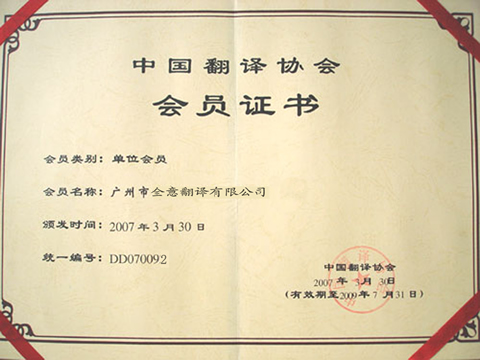 中国翻译协会
会员证书
会员类别：单位会员
会员名称：广州市全意翻译有限公司
颁发时间：2007年3月30日
统一编号：DD070092
中国翻译协会
2007年 月30日
(有效期至2009年7月31日)